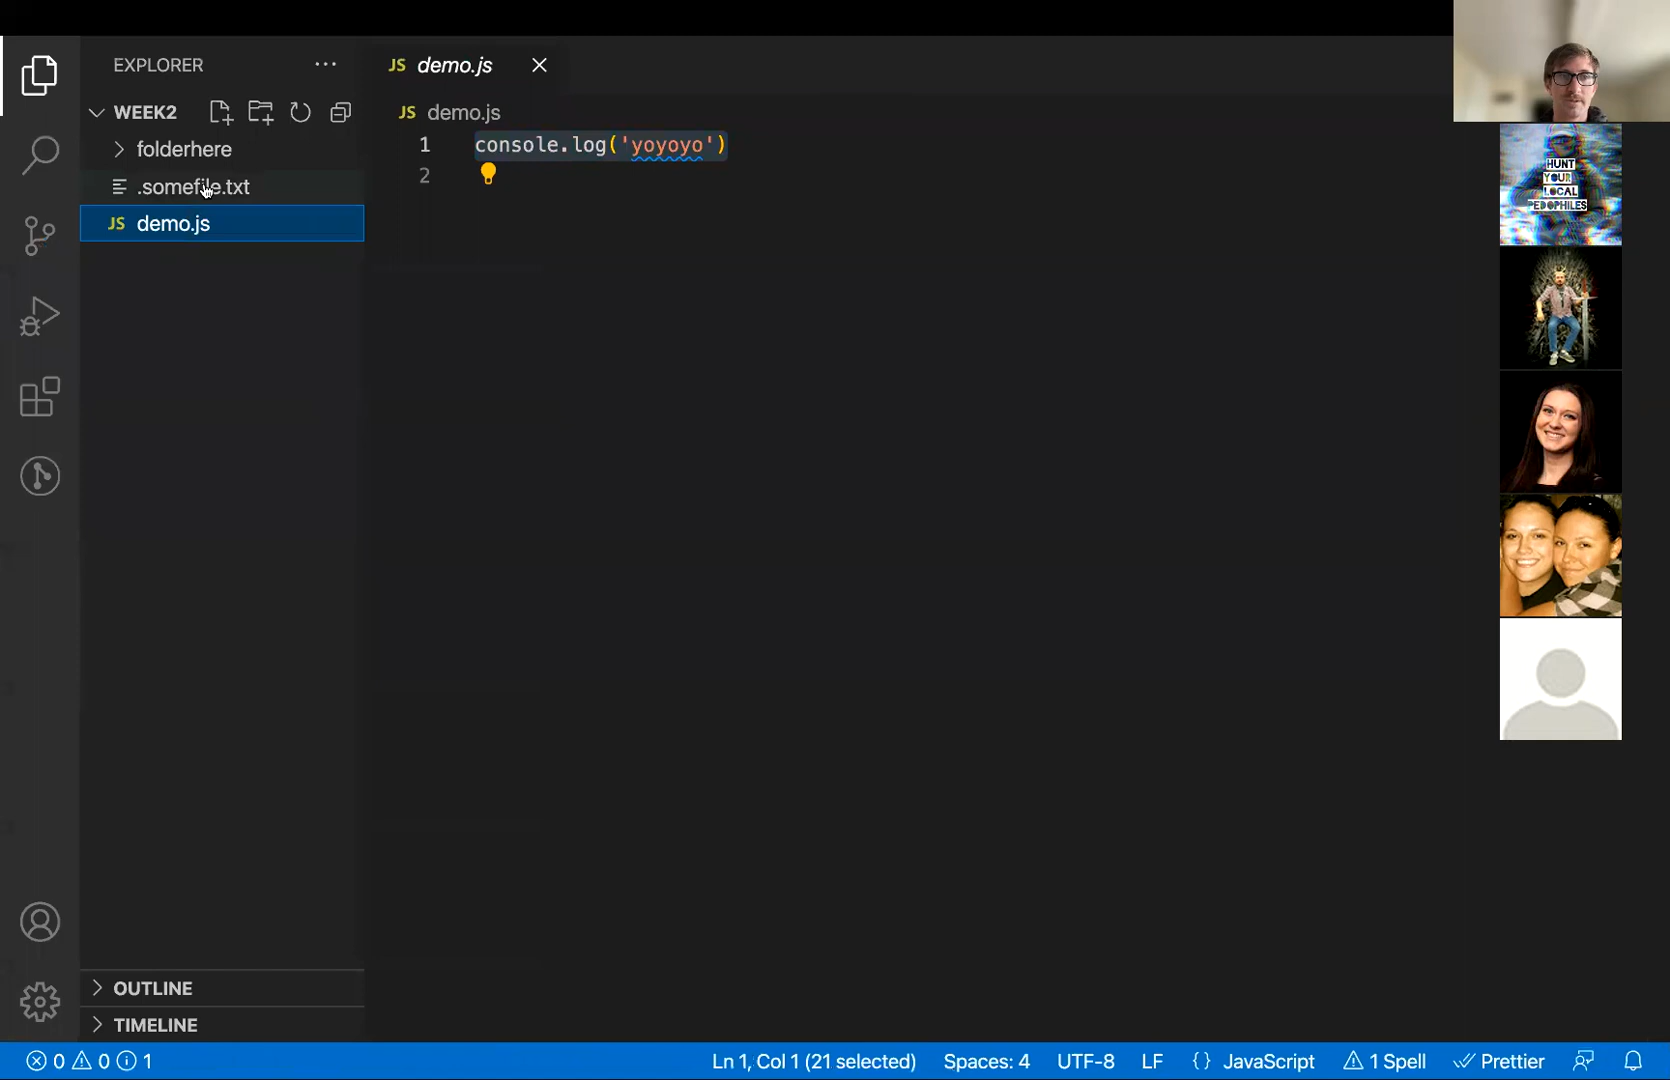 EXPLORER ···
JS demo.js
WEEK2
JS demo.js
folderhere
1 console.log('yoyoyo')
2
.somefile.txt
JS demo.js
HUNT
YOUR
LOCAL
PEDOPHILES
OUTLINE
TIMELINE
0 0 1 Ln 1, Col 1 (21 selected) Spaces: 4 UTF-8 LF {} JavaScript 1 Spell Prettier